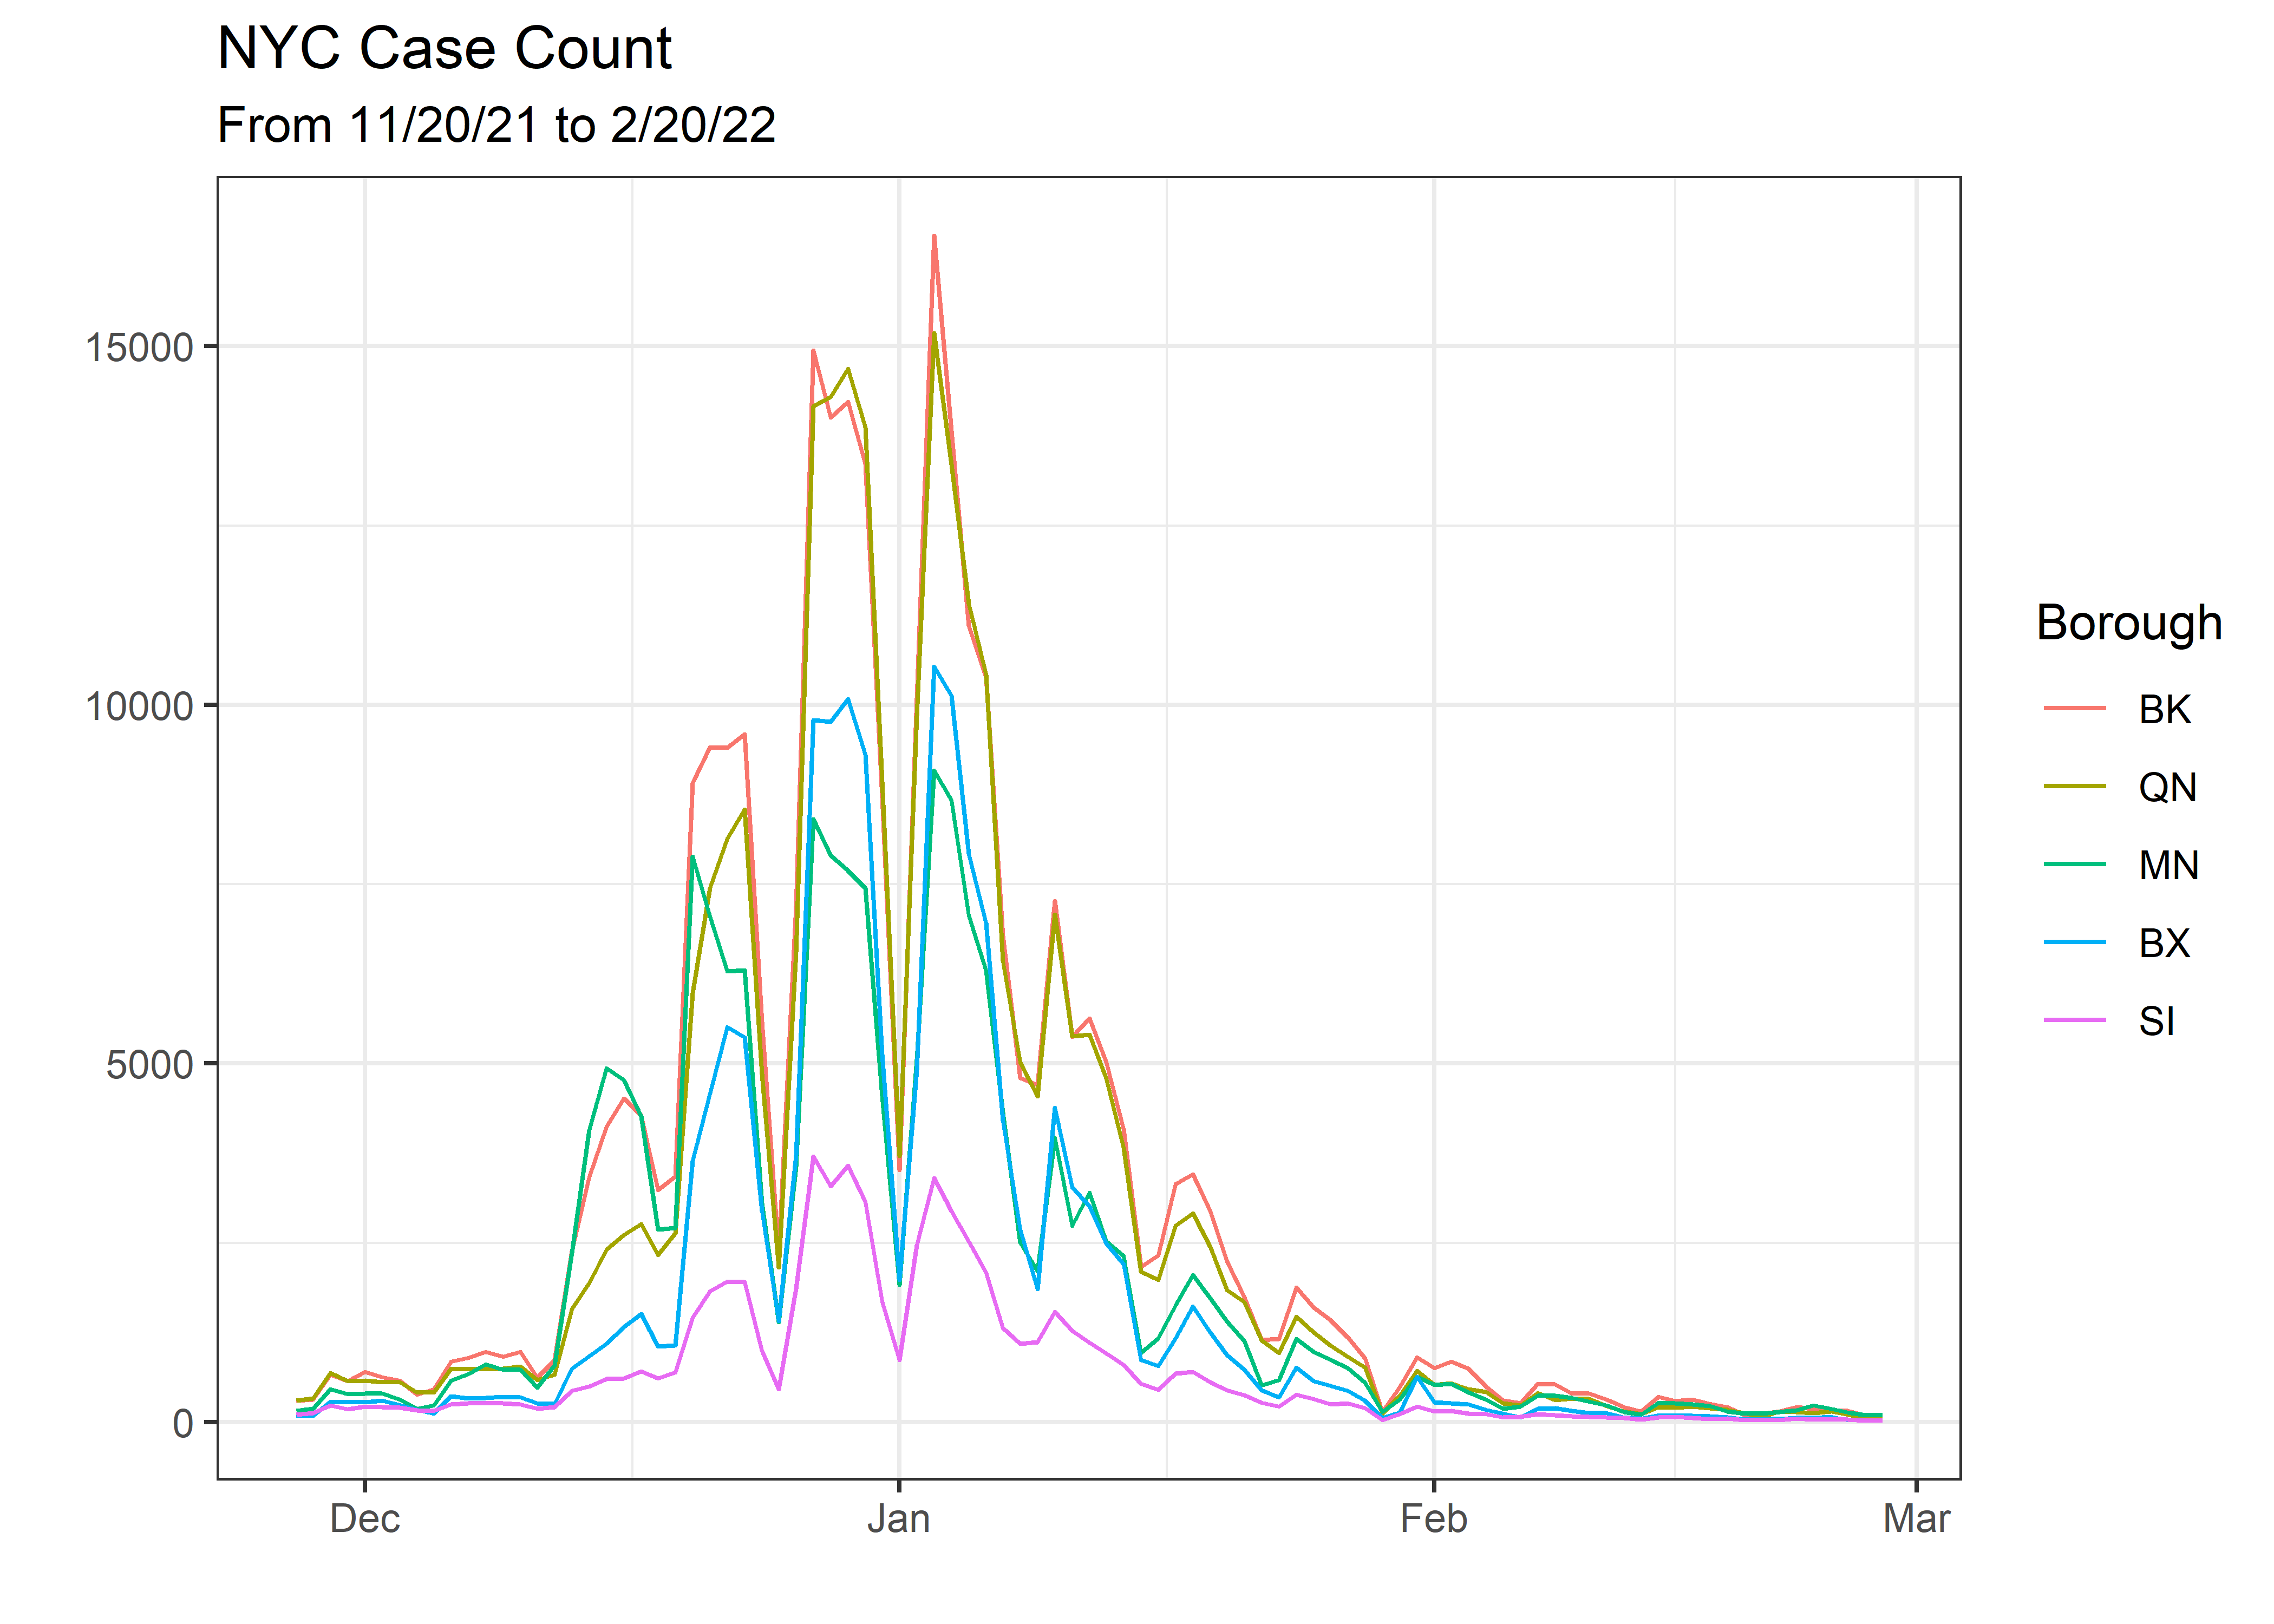 NYC Case Count
From 11/20/21 to 2/20/22
15000
10000
5000
0
Dec Jan Feb Mar
Borough
BK
QN
MN
BX
SI